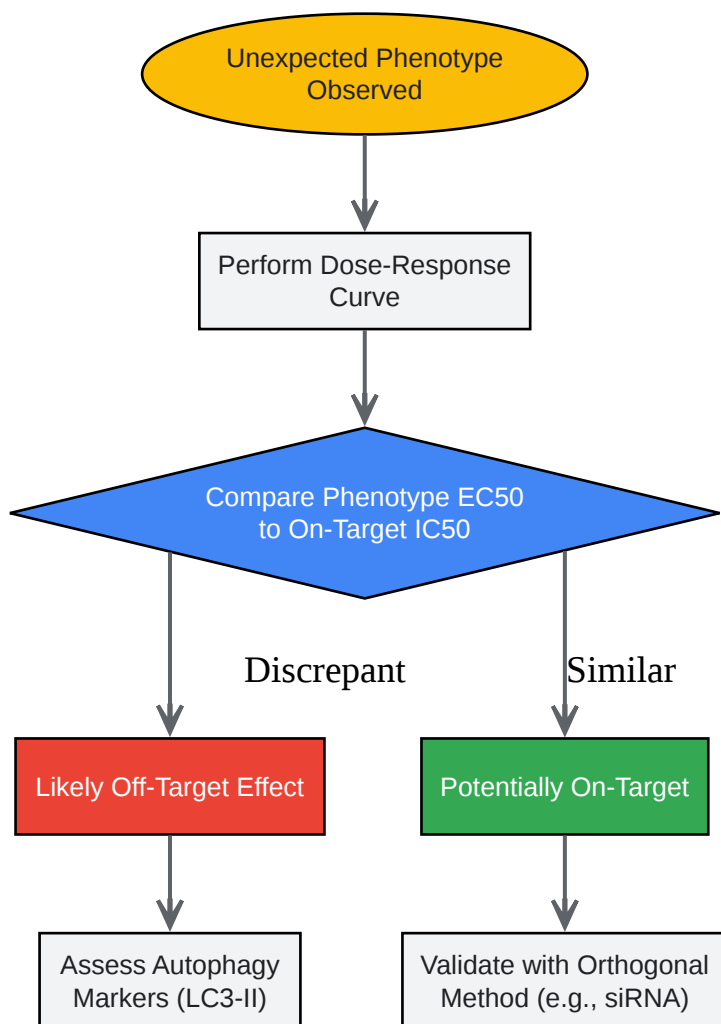 Unexpected Phenotype
Observed
Perform Dose-Response
Curve
Compare Phenotype EC50
to On-Target IC50
Discrepant
Similar
Likely Off-Target Effect
Potentially On-Target
Assess Autophagy
Markers (LC3-II)
Validate with Orthogonal
Method (e.g., siRNA)